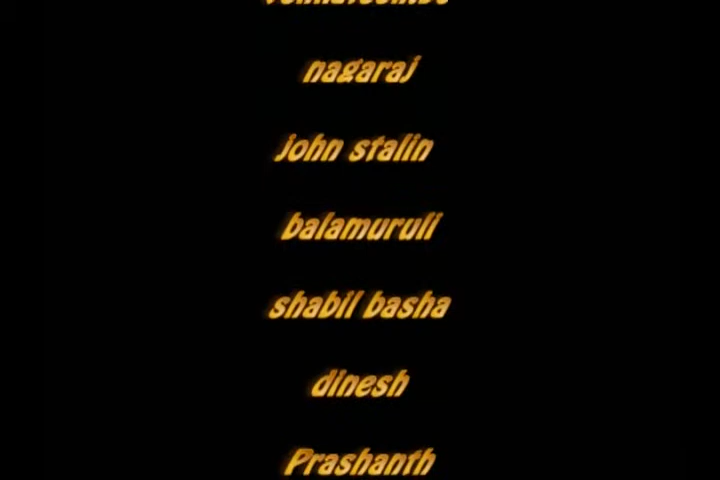 nagaraj
john stalin
balamuruli
shabil basha
dinesh
Prashanth